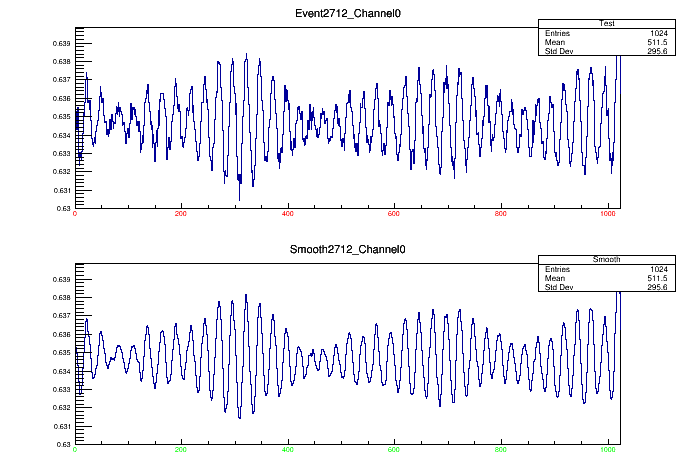 Event2712_Channel0
Test
Entries 1024
Mean 511.5
Std Dev 295.6
0.639
0.638
0.637
0.636
0.635
0.634
0.633
0.632
0.631
0.63
0 200 400 600 800 1000
Smooth2712_Channel0
Smooth
Entries 1024
Mean 511.5
Std Dev 295.6
0.639
0.638
0.637
0.636
0.635
0.634
0.633
0.632
0.631
0.63
0 200 400 600 800 1000